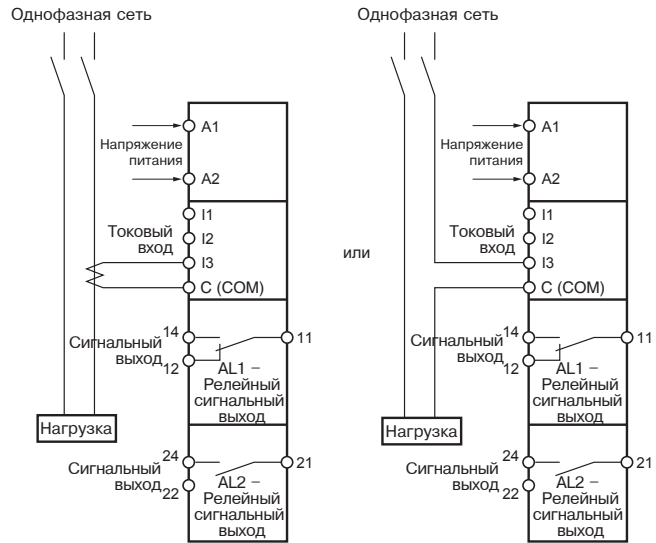 Однофазная сеть
A1
Напряжение
питания
A2
I1
Токовый
вход
I2
I3
C (COM)
Сигнальный
выход
14
12
11
AL1 –
Релейный
сигнальный
выход
Нагрузка
Сигнальный
выход
24
22
21
AL2 –
Релейный
сигнальный
выход
или
Однофазная сеть
A1
Напряжение
питания
A2
I1
Токовый
вход
I2
I3
C (COM)
Сигнальный
выход
14
12
11
AL1 –
Релейный
сигнальный
выход
Нагрузка
Сигнальный
выход
24
22
21
AL2 –
Релейный
сигнальный
выход